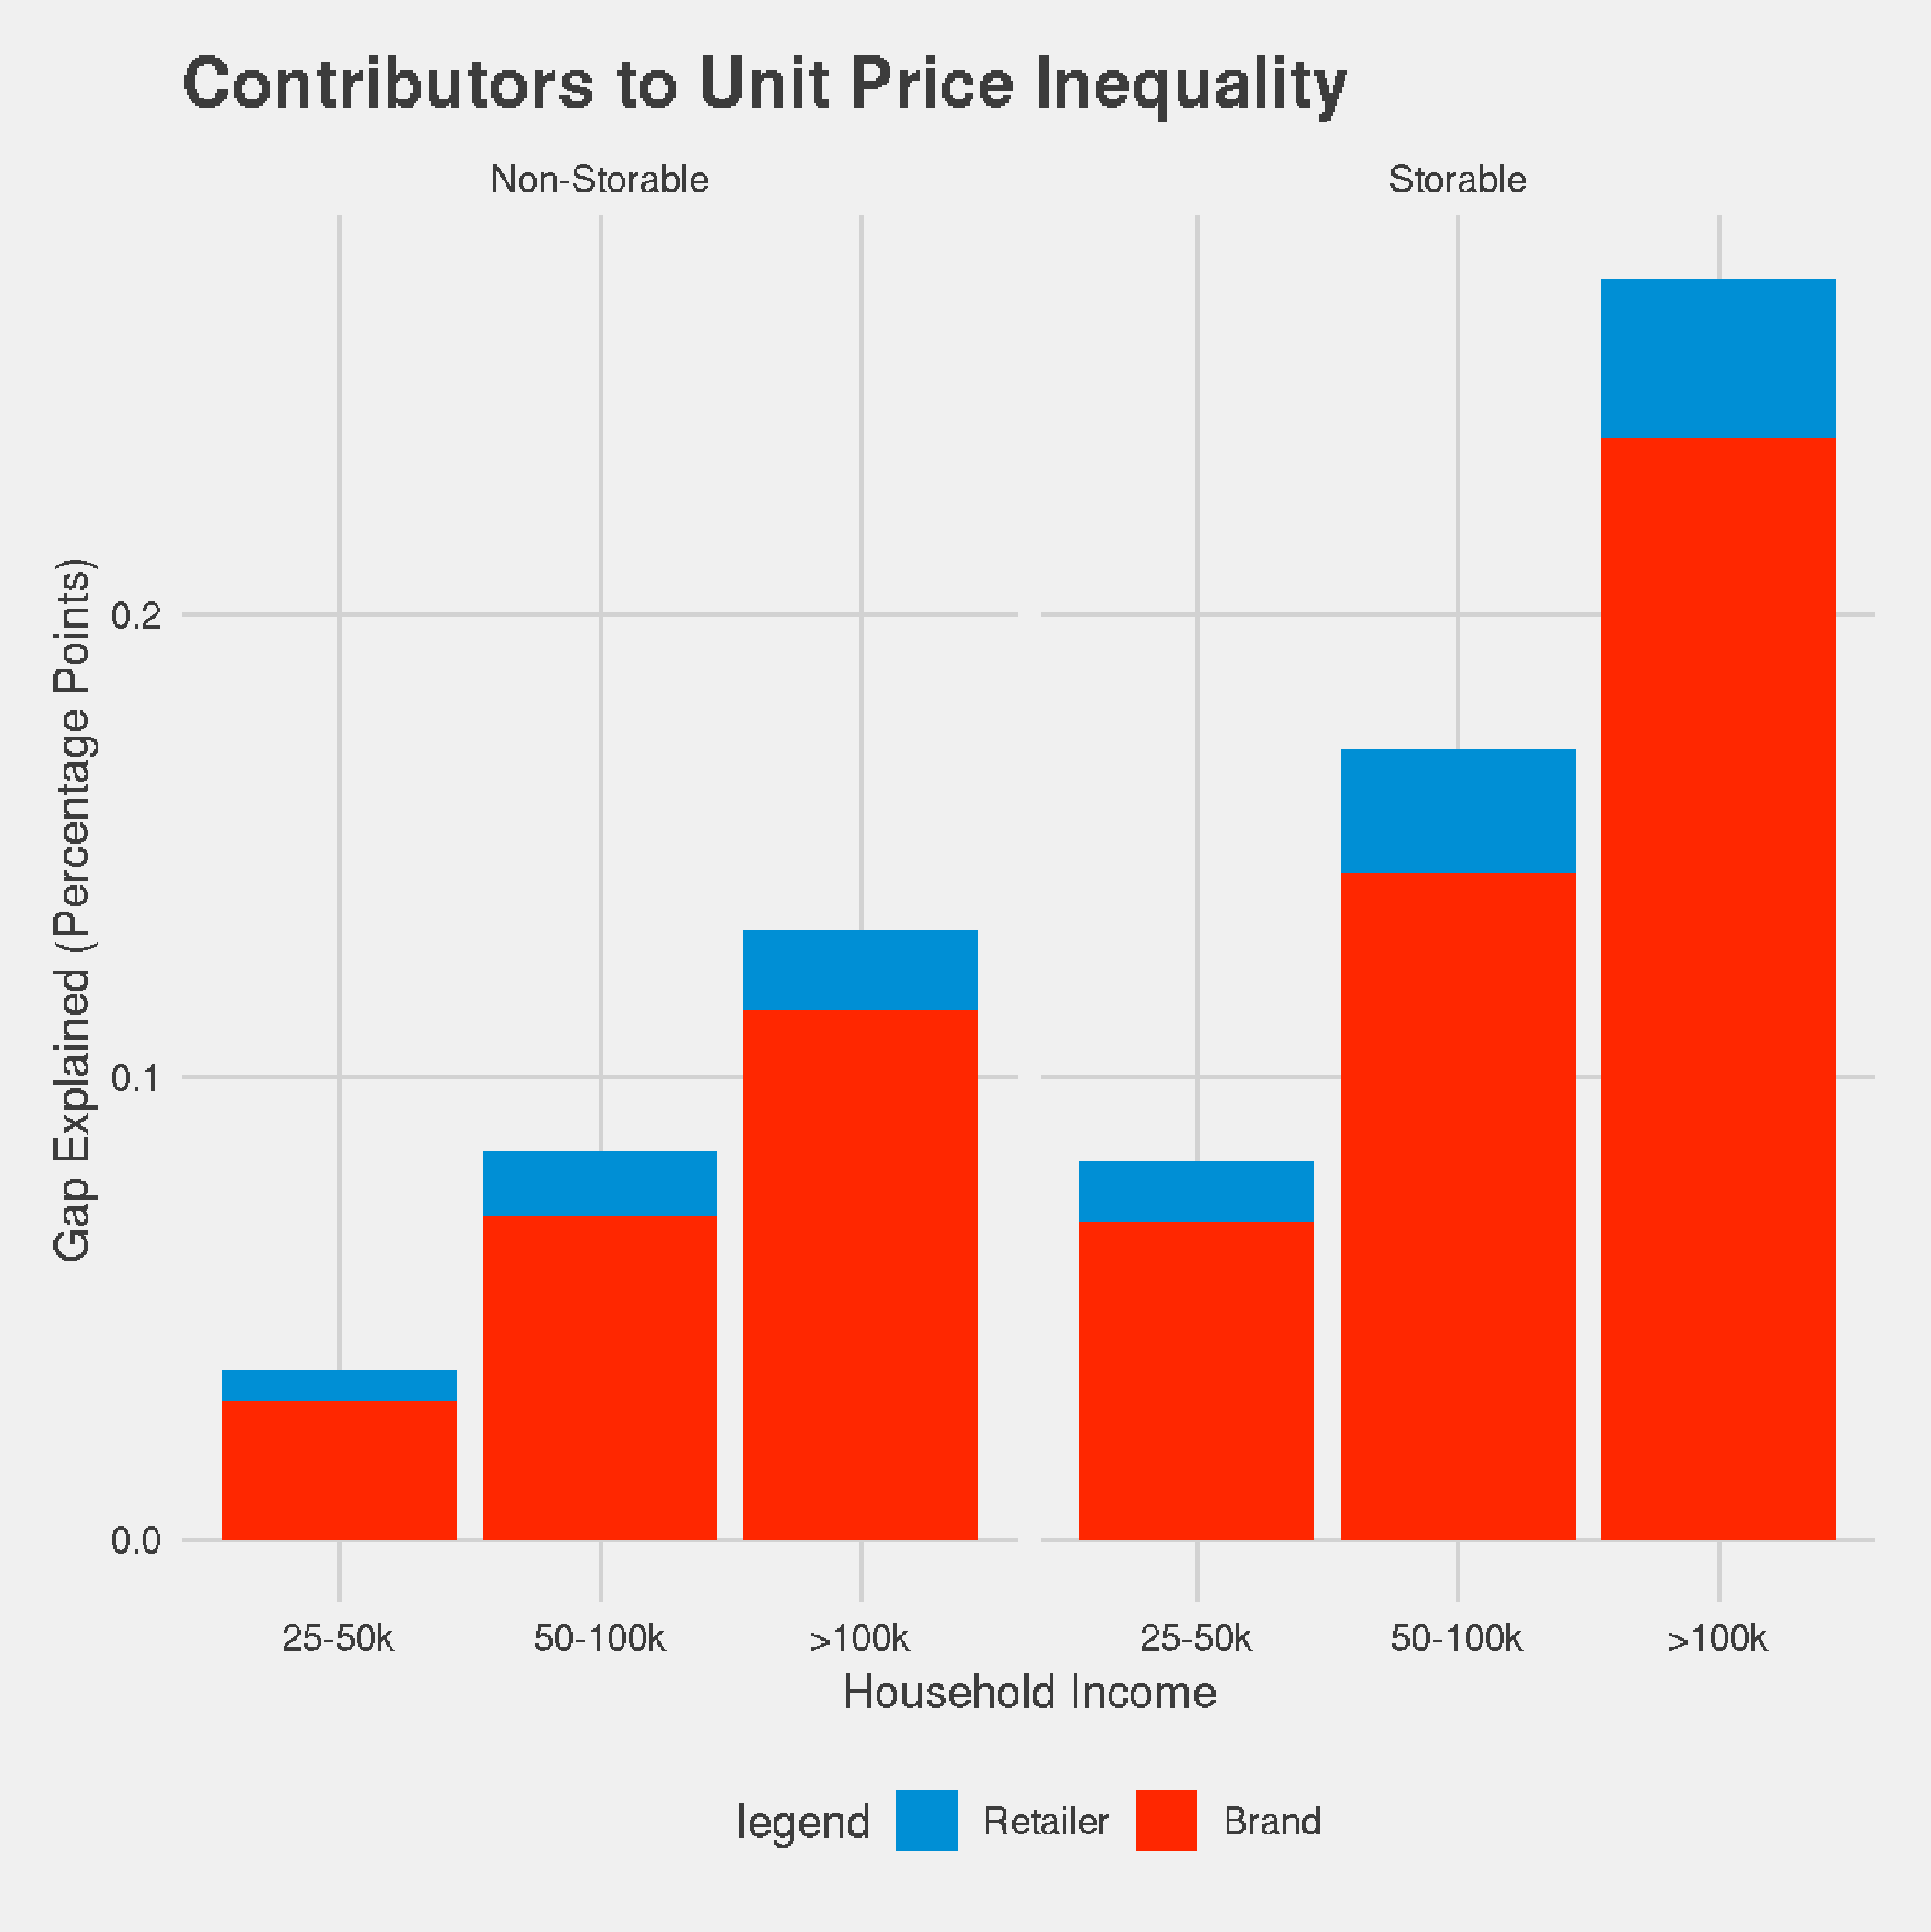 Contributors to Unit Price Inequality
Non-Storable
Storable
Gap Explained (Percentage Points)
0.2
0.1
0.0
25-50k 50-100k >100k
25-50k 50-100k >100k
Household Income
legend Retailer Brand